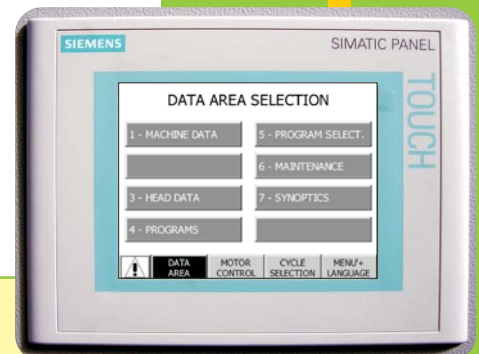 SIEMENS
SIMATIC PANEL
TOUCH
DATA AREA SELECTION
1 - MACHINE DATA
5 - PROGRAM SELECT.
6 - MAINTENANCE
3 - HEAD DATA
7 - SYNOPTICS
4 - PROGRAMS
DATA AREA
MOTOR CONTROL
CYCLE SELECTION
MENU'+ LANGUAGE